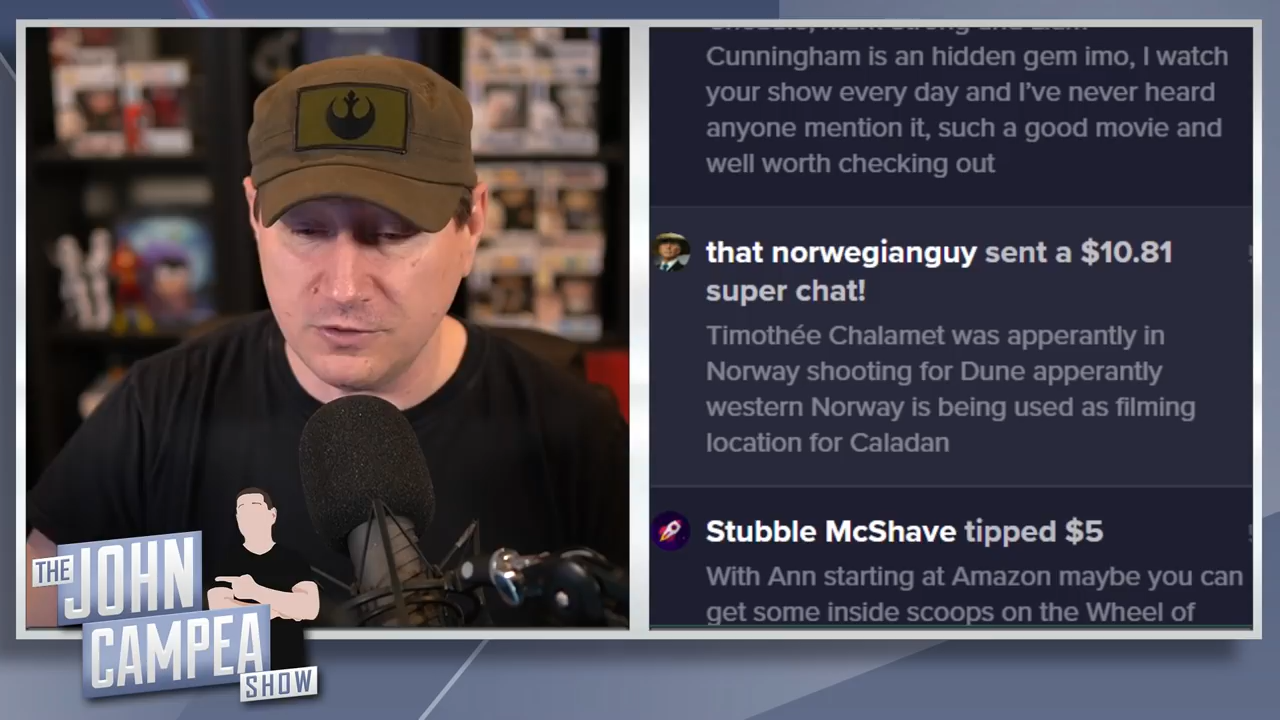 Cunningham is an hidden gem imo, I watch
your show every day and I’ve never heard
anyone mention it, such a good movie and
well worth checking out
that norwegianguy sent a $10.81
super chat!
Timothée Chalamet was apperantly in
Norway shooting for Dune apperantly
western Norway is being used as filming
location for Caladan
Stubble McShave tipped $5
With Ann starting at Amazon maybe you can
get some inside scoops on the Wheel of
THE
JOHN
CAMPEA
SHOW